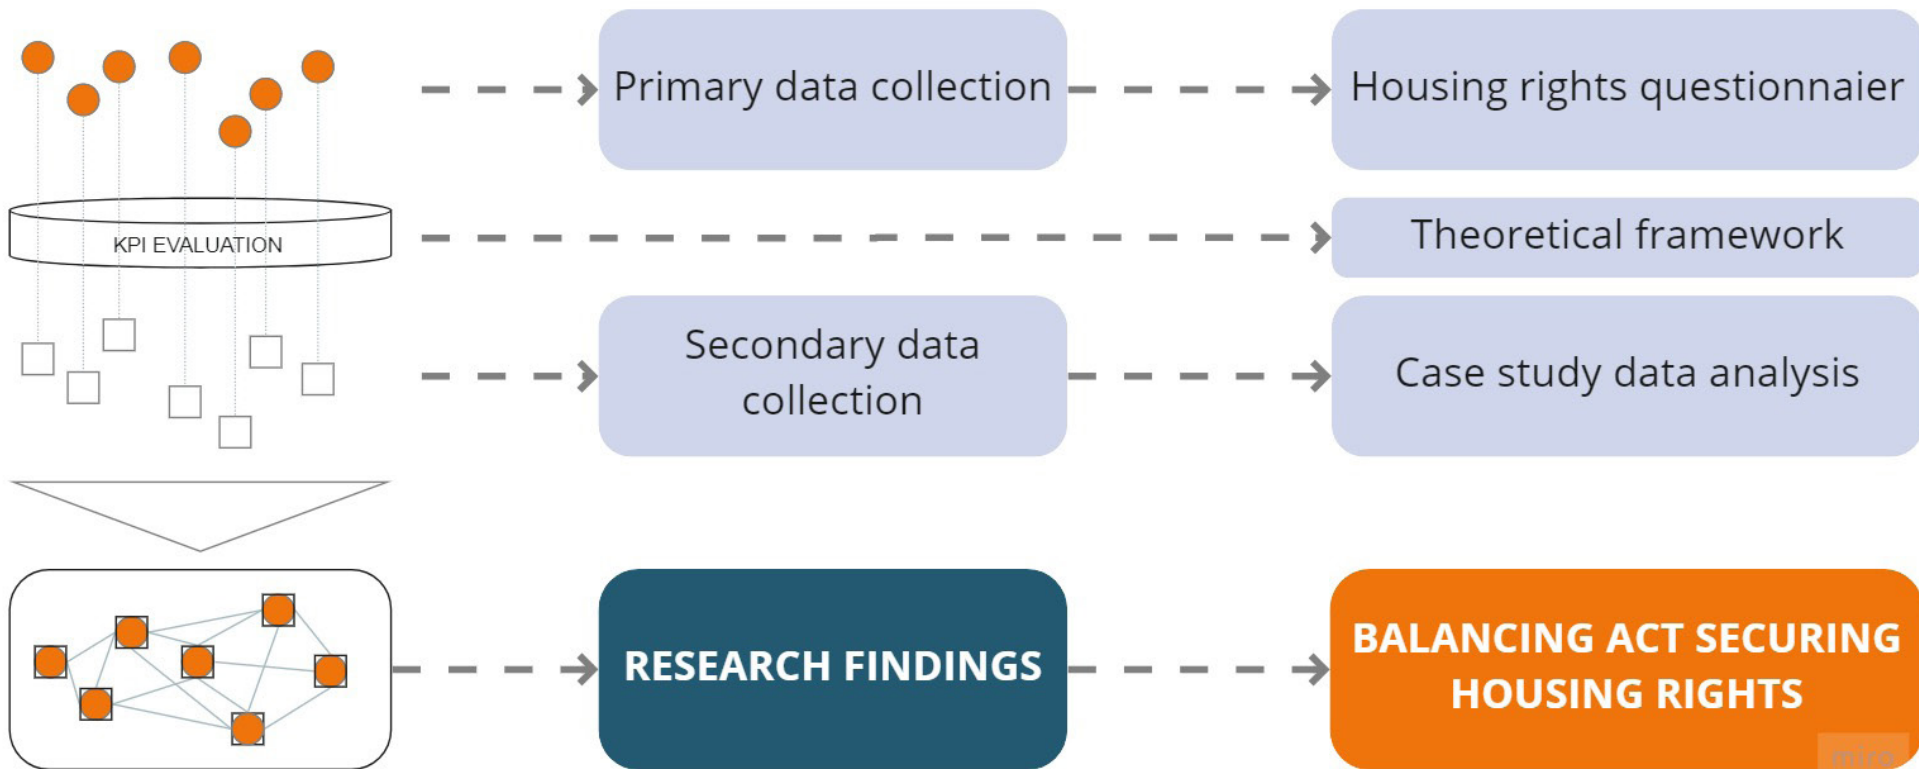 Primary data collection
Housing rights questionnaier
KPI EVALUATION
Theoretical framework
Secondary data
collection
Case study data analysis
RESEARCH FINDINGS
BALANCING ACT SECURING
HOUSING RIGHTS
miro